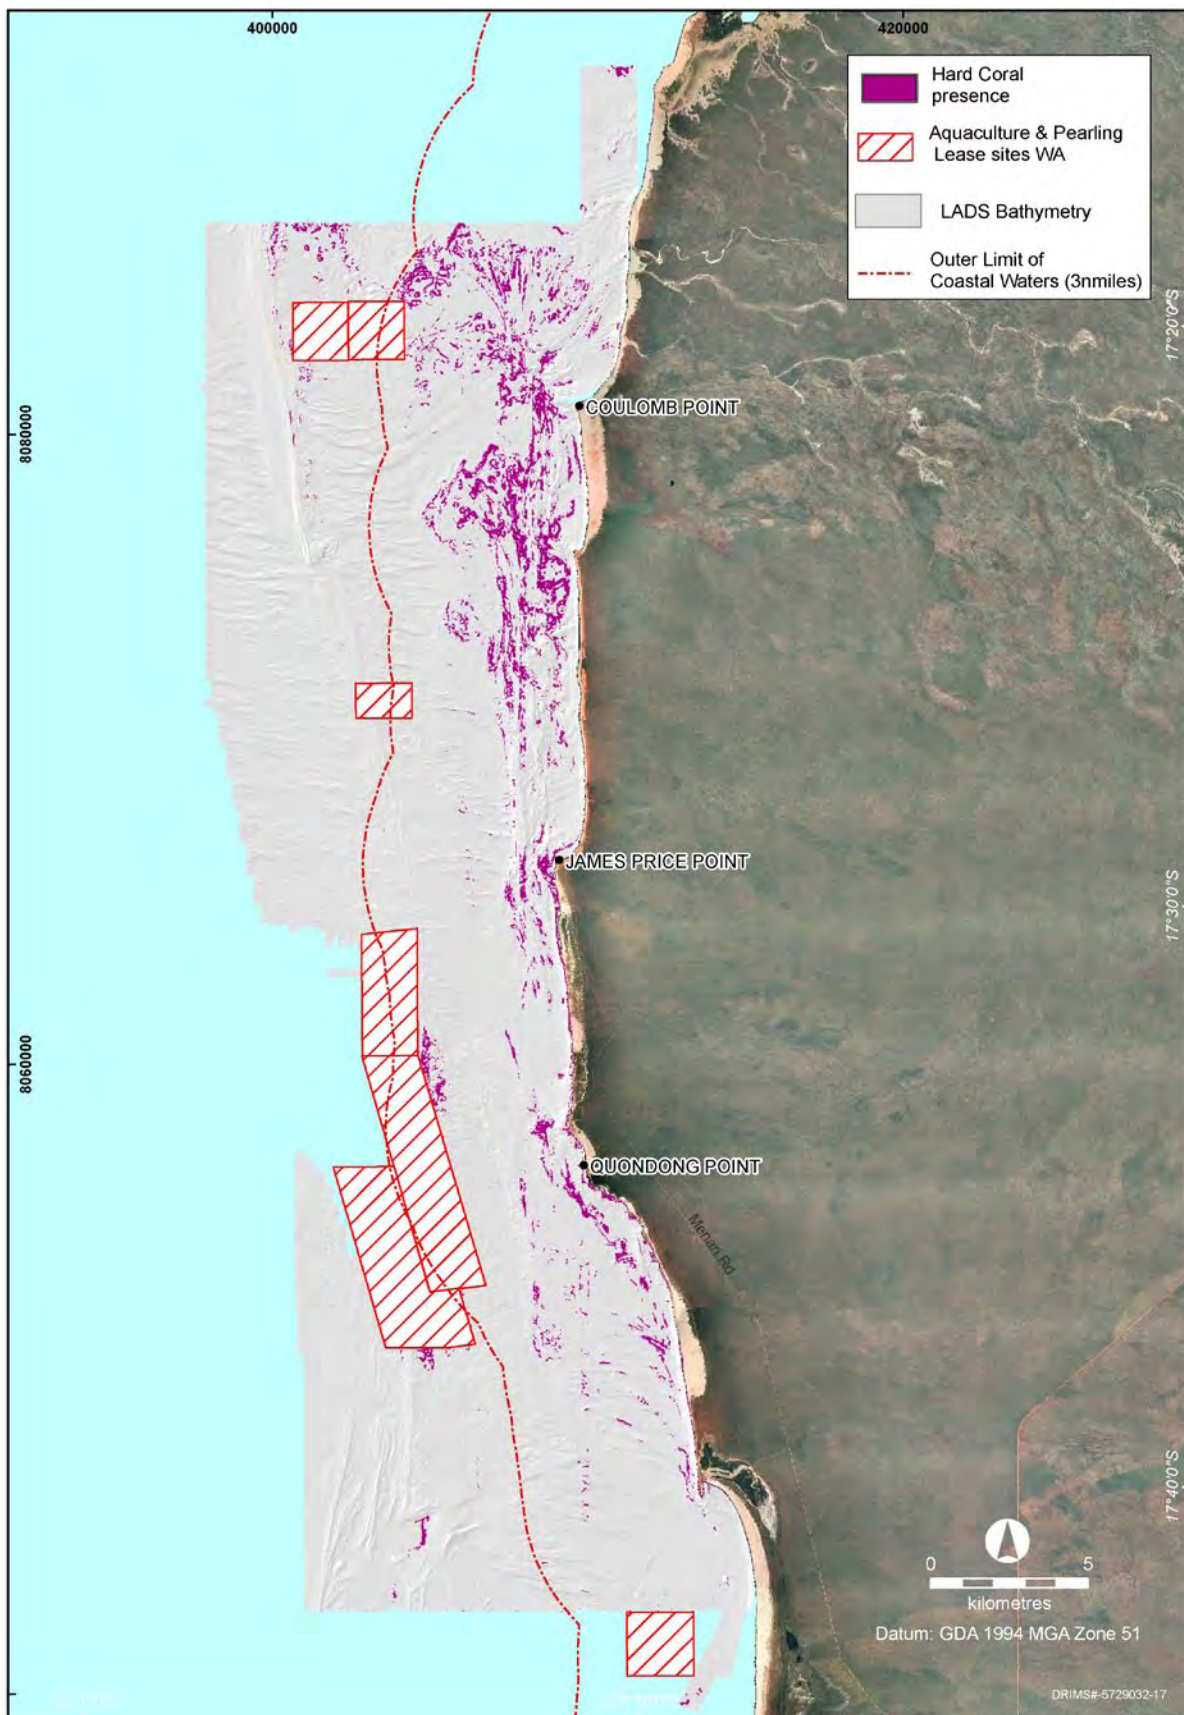 400000
420000
Hard Coral
presence
Aquaculture & Pearling
Lease sites WA
LADS Bathymetry
Outer Limit of
Coastal Waters (3nmiles)
17°20'0"S
COULOMB POINT
8080000
JAMES PRICE POINT
17°30'0"S
8060000
QUONDONG POINT
Manari Rd
17°40'0"S
0 5
kilometres
Datum: GDA 1994 MGA Zone 51
DRIMS#-5729032-17